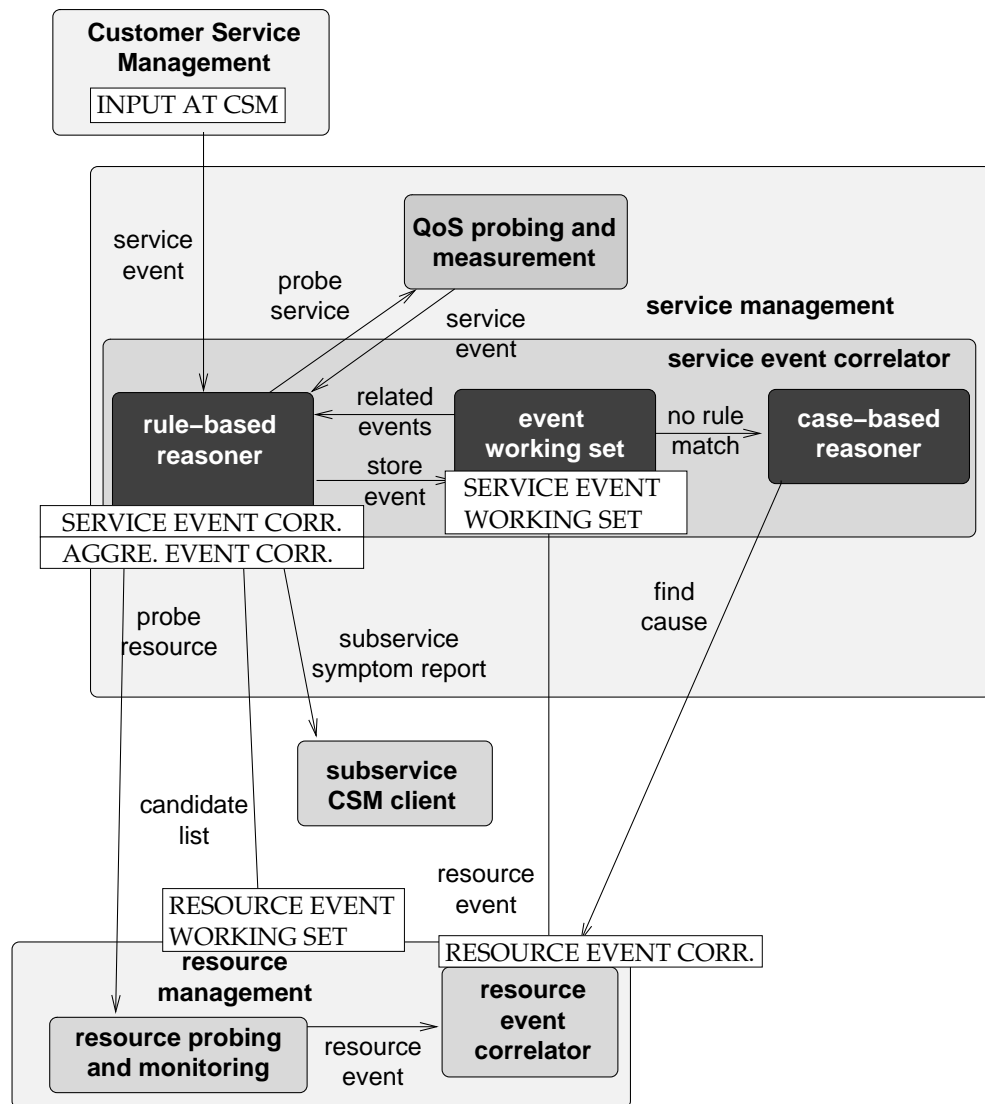 Customer Service
Management
INPUT AT CSM
service
event
QoS probing and
measurement
probe
service
service
event
service management
service event correlator
rule–based
reasoner
related
events
store
event
event
working set
SERVICE EVENT
WORKING SET
no rule
match
case–based
reasoner
SERVICE EVENT CORR.
AGGRE. EVENT CORR.
probe
resource
subservice
symptom report
find
cause
subservice
CSM client
candidate
list
resource
event
RESOURCE EVENT
WORKING SET
RESOURCE EVENT CORR.
resource
management
resource probing
and monitoring
resource
event
resource
event
correlator